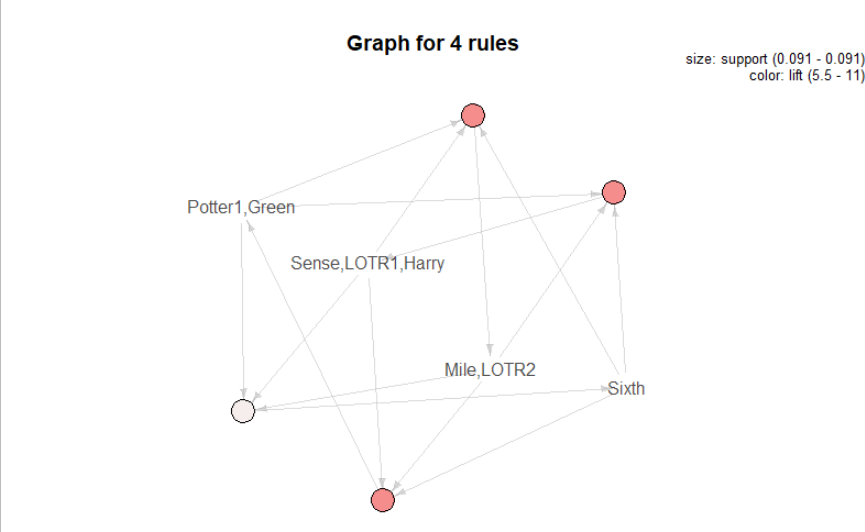 Graph for 4 rules
size: support (0.091 - 0.091)
color: lift (5.5 - 11)
Potter1,Green
Sense,LOTR1,Harry
Mile,LOTR2
Sixth